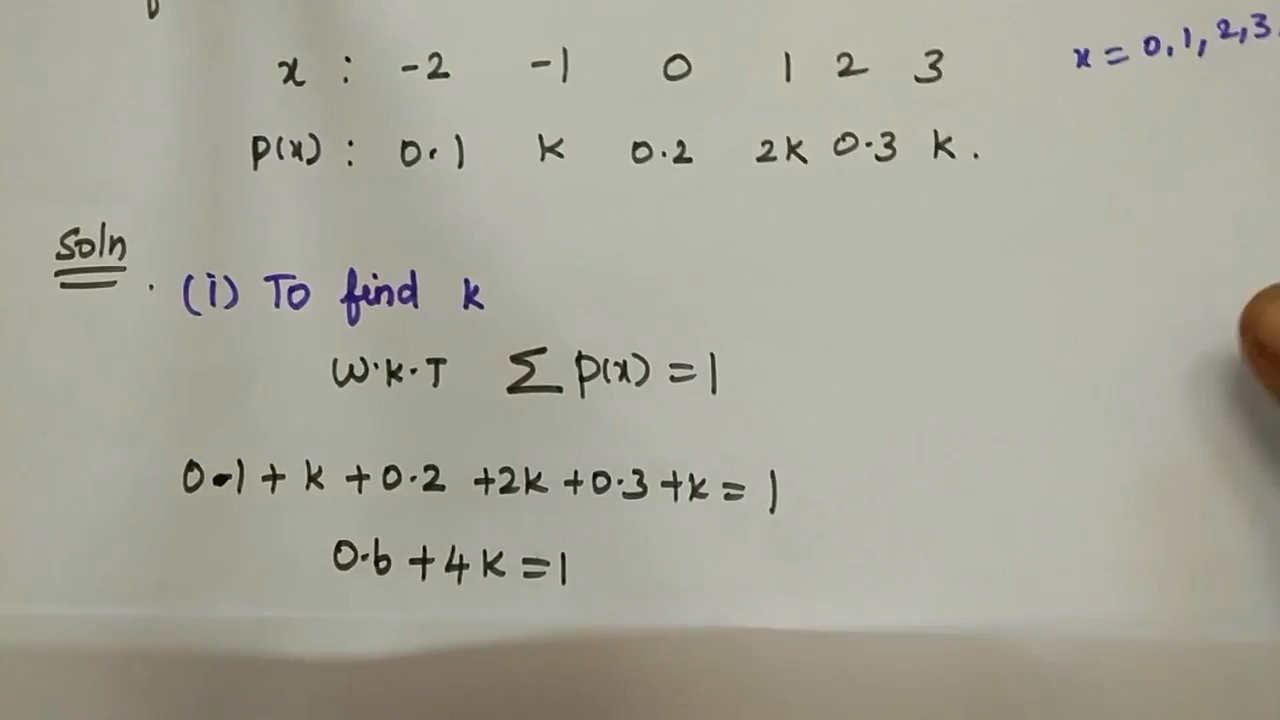 x = 0, 1, 2, 3.
x : -2 -1 0 1 2 3
P(x) : 0.1 k 0.2 2k 0.3 k.
Soln
(i) To find k
W.K.T ∑ P(x) = 1
0.1 + k + 0.2 + 2k + 0.3 + k = 1
0.6 + 4k = 1